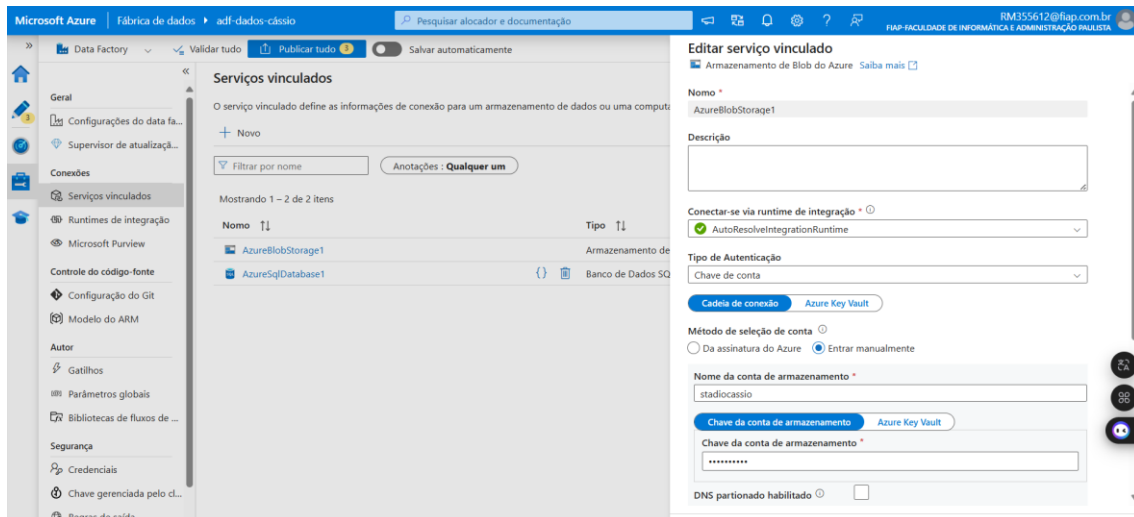 Microsoft Azure | Fábrica de dados ▸ adf-dados-cássio
Pesquisar alocador e documentação
RM355612@fiap.com.br
FIAP-FACULDADE DE INFORMÁTICA E ADMINISTRAÇÃO PAULISTA
Data Factory
Validar tudo
Publicar tudo 3
Salvar automaticamente
3
Geral
Configurações do data fa...
Supervisor de atualizaçã...
Conexões
Serviços vinculados
Runtimes de integração
Microsoft Purview
Controle do código-fonte
Configuração do Git
Modelo do ARM
Autor
Gatilhos
Parâmetros globais
Bibliotecas de fluxos de ...
Segurança
Credenciais
Chave gerenciada pelo cl...
Regras de saída
Serviços vinculados
O serviço vinculado define as informações de conexão para um armazenamento de dados ou uma computa
+ Novo
Filtrar por nome
Anotações : Qualquer um
Mostrando 1 – 2 de 2 itens
Nome ↑↓ Tipo ↑↓
AzureBlobStorage1 Armazenamento de
AzureSqlDatabase1 {} Banco de Dados SQ
Editar serviço vinculado
Armazenamento de Blob do Azure Saiba mais
Nome *
AzureBlobStorage1
Descrição
Conectar-se via runtime de integração *
AutoResolveIntegrationRuntime
Tipo de Autenticação
Chave de conta
Cadeia de conexão Azure Key Vault
Método de seleção de conta
Da assinatura do Azure Entrar manualmente
Nome da conta de armazenamento *
stadiocassio
Chave da conta de armazenamento Azure Key Vault
Chave da conta de armazenamento *
••••••••••
DNS partionado habilitado